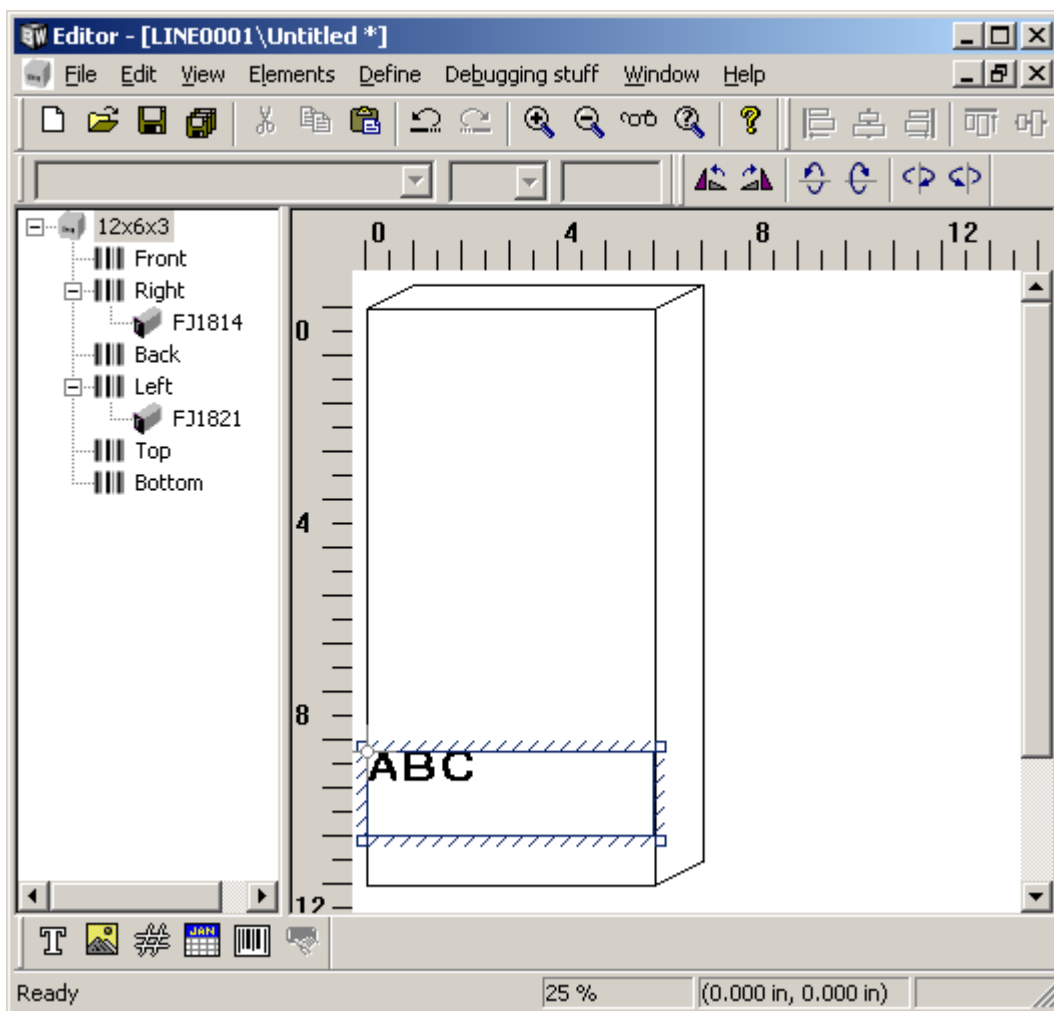 Editor - [LINE0001\Untitled *]
File Edit View Elements Define Debugging stuff Window Help
12x6x3
Front
Right
FJ1814
Back
Left
FJ1821
Top
Bottom
0 4 8 12
0
4
8
12
ABC
JAN
Ready 25 % (0.000 in, 0.000 in)